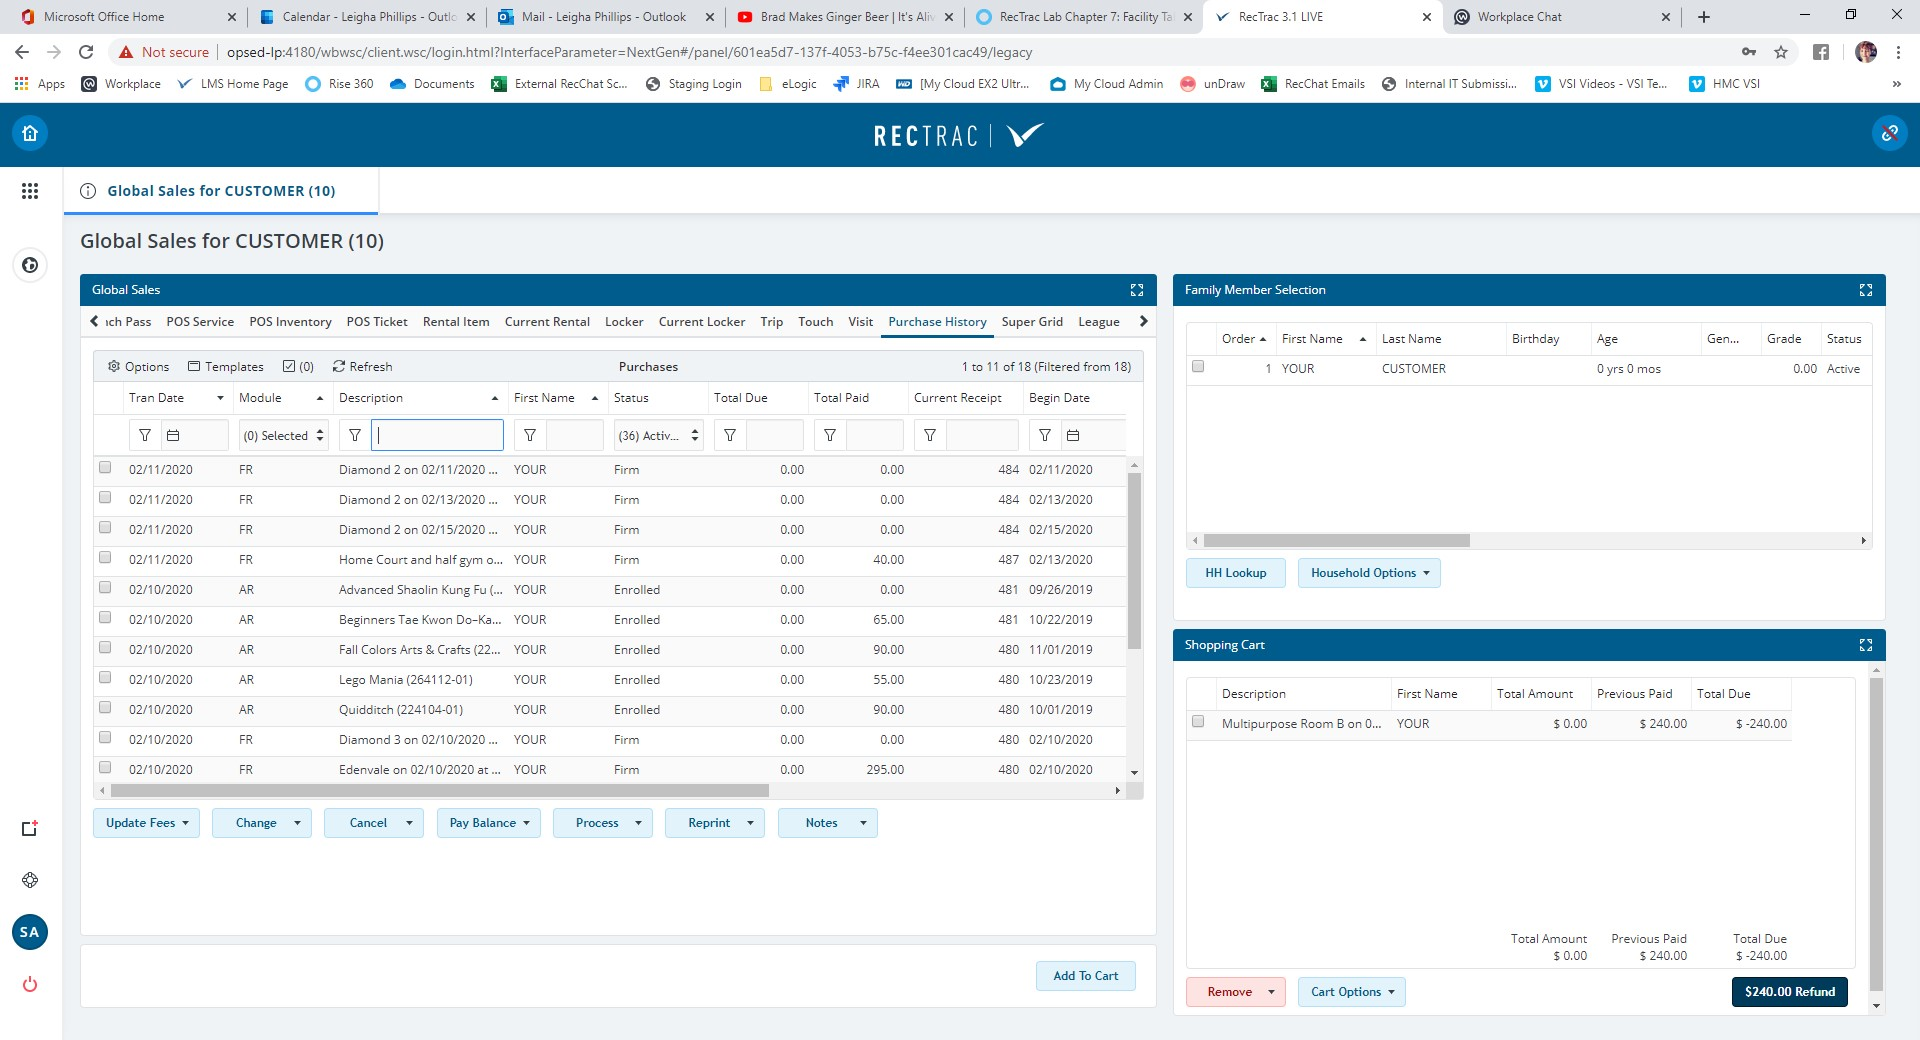 Microsoft Office Home
Calendar - Leigha Phillips - Outlo
Mail - Leigha Phillips - Outlook
Brad Makes Ginger Beer | It's Aliv
RecTrac Lab Chapter 7: Facility Ta
RecTrac 3.1 LIVE
Workplace Chat
Not secure opsed-lp:4180/wbwsc/client.wsc/login.html?InterfaceParameter=NextGen#/panel/601ea5d7-137f-4053-b75c-f4ee301cac49/legacy
Apps Workplace LMS Home Page Rise 360 Documents External RecChat Sc... Staging Login eLogic JIRA [My Cloud EX2 Ultr... My Cloud Admin unDraw RecChat Emails Internal IT Submissi... VSI Videos - VSI Te... HMC VSI »
RECTRAC
Global Sales for CUSTOMER (10)
Global Sales for CUSTOMER (10)
Global Sales
nch Pass POS Service POS Inventory POS Ticket Rental Item Current Rental Locker Current Locker Trip Touch Visit Purchase History Super Grid League
Options Templates (0) Refresh Purchases 1 to 11 of 18 (Filtered from 18)
Tran Date Module Description First Name Status Total Due Total Paid Current Receipt Begin Date
(0) Selected (36) Activ...
02/11/2020 FR Diamond 2 on 02/11/2020 ... YOUR Firm 0.00 0.00 484 02/11/2020
02/11/2020 FR Diamond 2 on 02/13/2020 ... YOUR Firm 0.00 0.00 484 02/13/2020
02/11/2020 FR Diamond 2 on 02/15/2020 ... YOUR Firm 0.00 0.00 484 02/15/2020
02/11/2020 FR Home Court and half gym o... YOUR Firm 0.00 40.00 487 02/13/2020
02/10/2020 AR Advanced Shaolin Kung Fu (... YOUR Enrolled 0.00 0.00 481 09/26/2019
02/10/2020 AR Beginners Tae Kwon Do–Ka... YOUR Enrolled 0.00 65.00 481 10/22/2019
02/10/2020 AR Fall Colors Arts & Crafts (22... YOUR Enrolled 0.00 90.00 480 11/01/2019
02/10/2020 AR Lego Mania (264112-01) YOUR Enrolled 0.00 55.00 480 10/23/2019
02/10/2020 AR Quidditch (224104-01) YOUR Enrolled 0.00 90.00 480 10/01/2019
02/10/2020 FR Diamond 3 on 02/10/2020 ... YOUR Firm 0.00 0.00 480 02/10/2020
02/10/2020 FR Edenvale on 02/10/2020 at ... YOUR Firm 0.00 295.00 480 02/10/2020
Update Fees Change Cancel Pay Balance Process Reprint Notes
Add To Cart
SA
Family Member Selection
Order First Name Last Name Birthday Age Gen... Grade Status
1 YOUR CUSTOMER 0 yrs 0 mos 0.00 Active
HH Lookup Household Options
Shopping Cart
Description First Name Total Amount Previous Paid Total Due
Multipurpose Room B on 0... YOUR $ 0.00 $ 240.00 $ -240.00
Total Amount Previous Paid Total Due
$ 0.00 $ 240.00 $ -240.00
Remove Cart Options $240.00 Refund